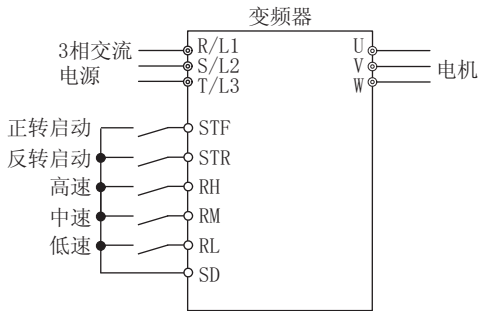 变频器
3相交流
电源
R/L1
S/L2
T/L3
U
V
W
电机
正转启动
STF
反转启动
STR
高速
RH
中速
RM
低速
RL
SD